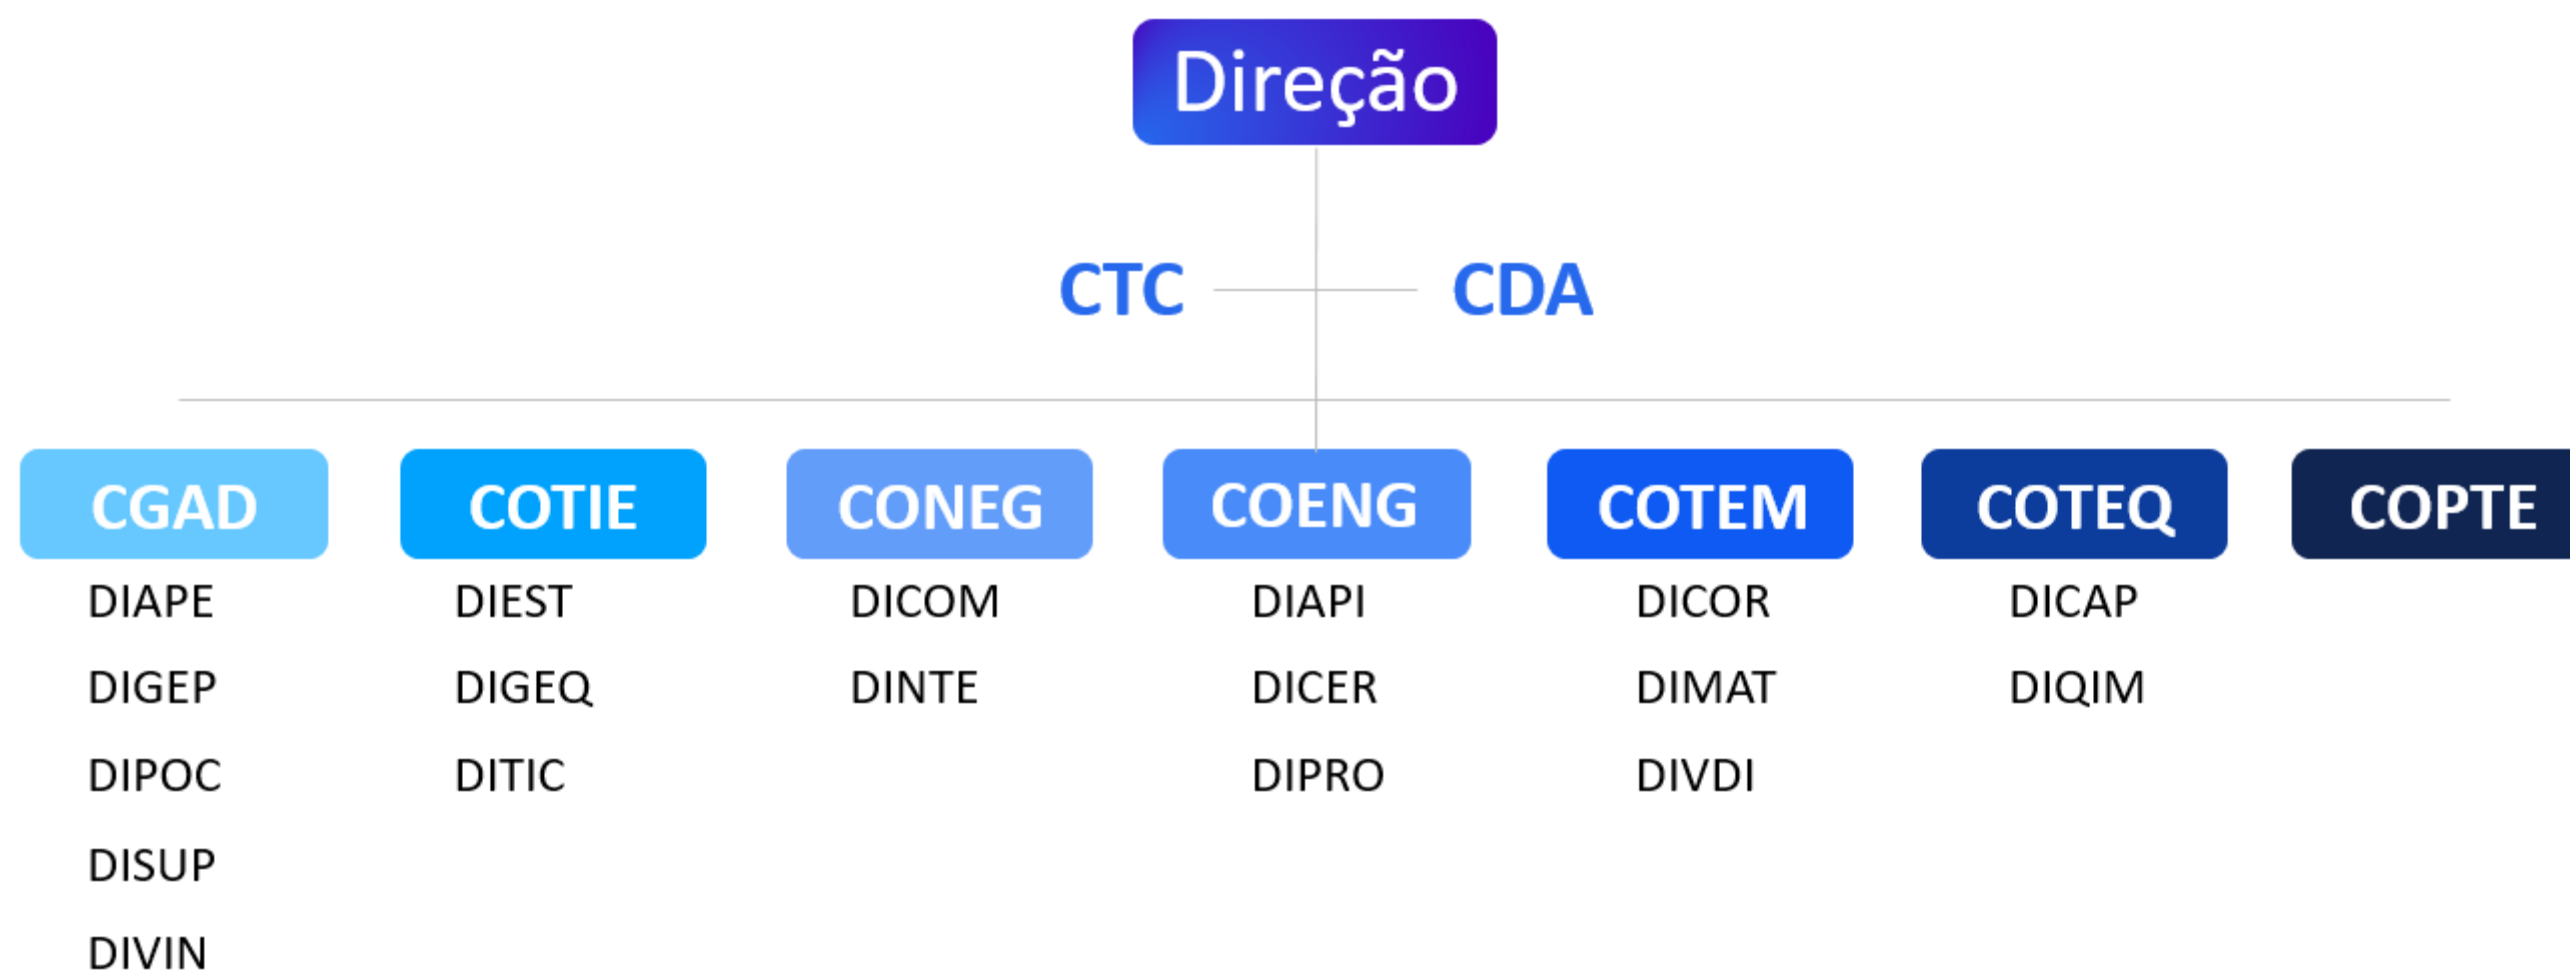 Direção
CTC CDA
CGAD COTIE CONEG COENG COTEM COTEQ COPTE
DIAPE DIEST DICOM DIAPI DICOR DICAP
DIGEP DIGEQ DINTE DICER DIMAT DIQIM
DIPOC DITIC DIPRO DIVDI
DISUP
DIVIN